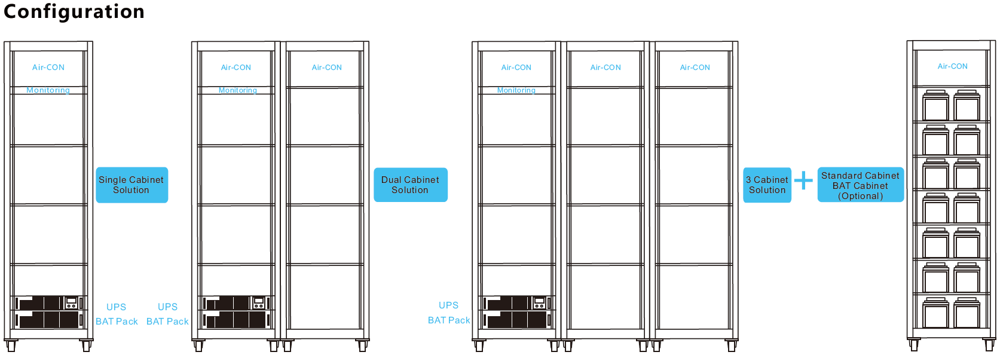 Configuration
Air-CON
Monitoring
Single Cabinet
Solution
UPS
BAT Pack
UPS
BAT Pack
Air-CON
Monitoring
Air-CON
Dual Cabinet
Solution
UPS
BAT Pack
Air-CON
Monitoring
Air-CON
Air-CON
3 Cabinet
Solution
+
Standard Cabinet
BAT Cabinet
(Optional)
Air-CON